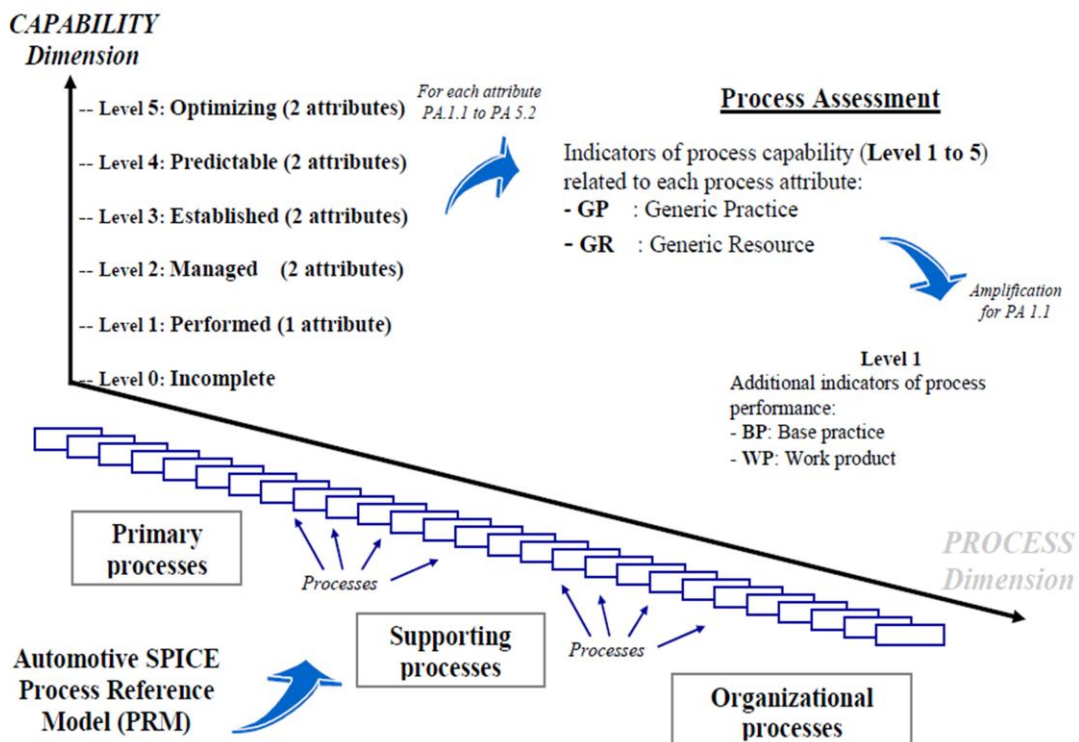 CAPABILITY
Dimension
-- Level 5: Optimizing (2 attributes)
-- Level 4: Predictable (2 attributes)
-- Level 3: Established (2 attributes)
-- Level 2: Managed (2 attributes)
-- Level 1: Performed (1 attribute)
-- Level 0: Incomplete
For each attribute
PA.1.1 to PA 5.2
Process Assessment
Indicators of process capability (Level 1 to 5)
related to each process attribute:
- GP : Generic Practice
- GR : Generic Resource
Amplification
for PA 1.1
Level 1
Additional indicators of process
performance:
- BP: Base practice
- WP: Work product
PROCESS
Dimension
Primary
processes
Processes
Supporting
processes
Processes
Organizational
processes
Automotive SPICE
Process Reference
Model (PRM)